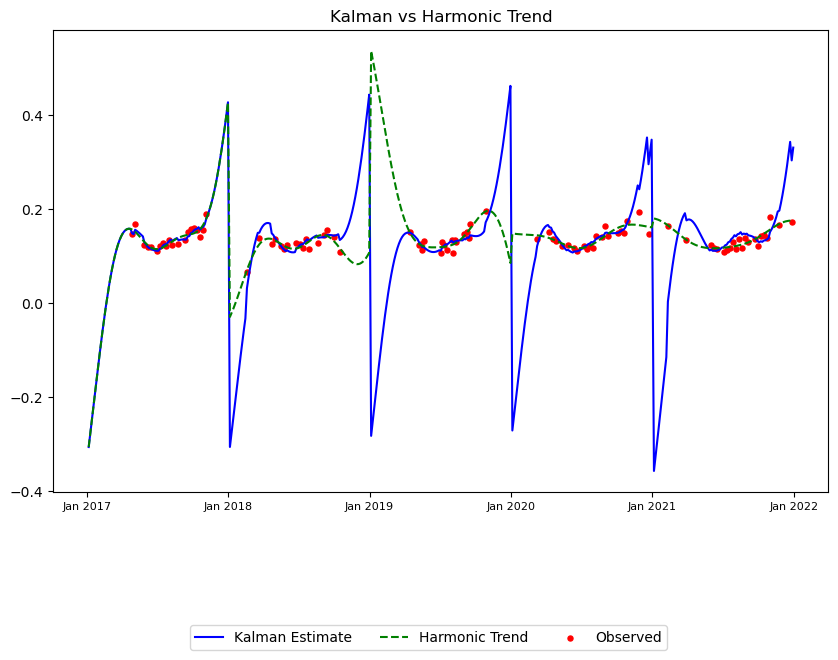 Kalman vs Harmonic Trend
0.4
0.2
0.0
−0.2
−0.4
Jan 2017 Jan 2018 Jan 2019 Jan 2020 Jan 2021 Jan 2022
Kalman Estimate Harmonic Trend Observed